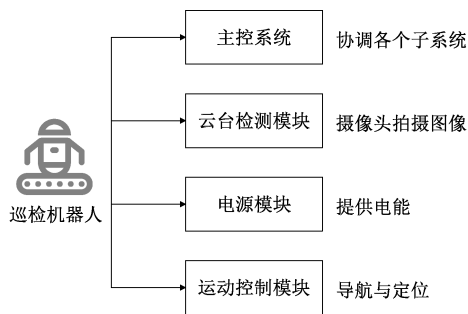 主控系统
协调各个子系统
云台检测模块
摄像头拍摄图像
巡检机器人
电源模块
提供电能
运动控制模块
导航与定位